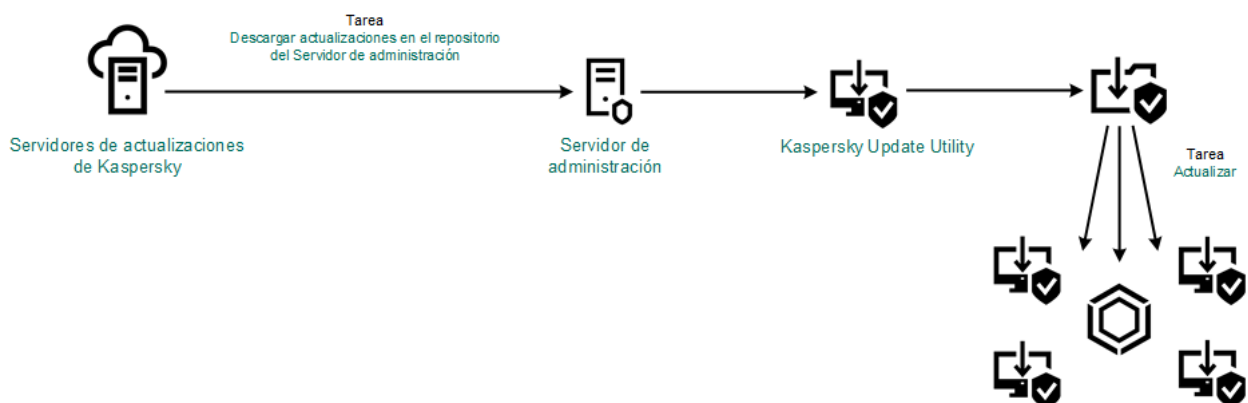 Tarea
Descargar actualizaciones en el repositorio
del Servidor de administración
Servidores de actualizaciones
de Kaspersky
Servidor de
administración
Kaspersky Update Utility
Tarea
Actualizar